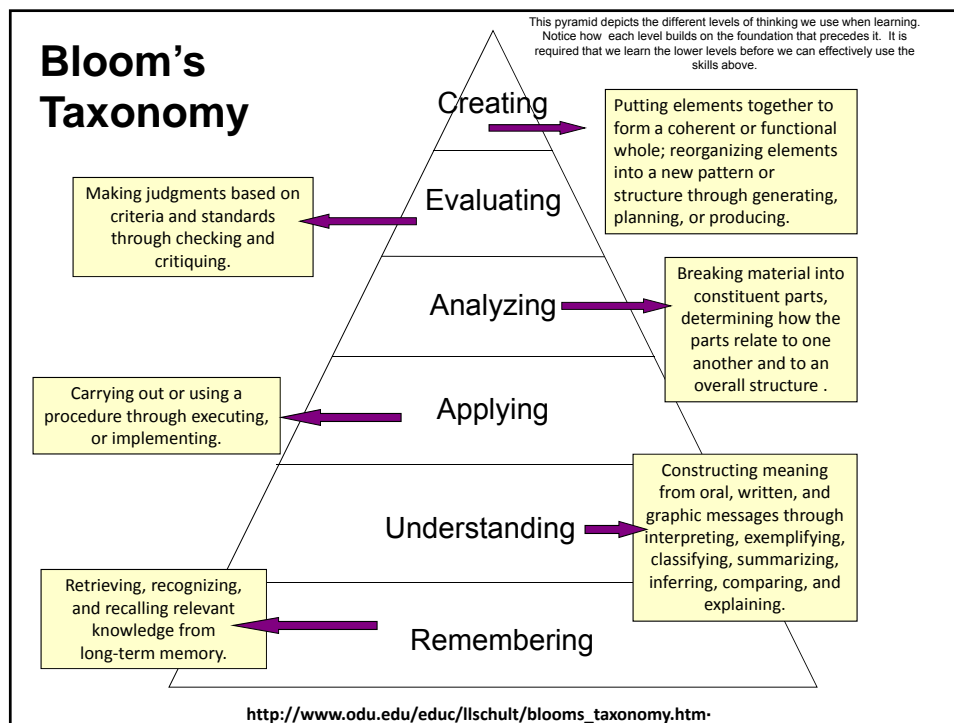 Bloom's
Taxonomy
This pyramid depicts the different levels of thinking we use when learning.
Notice how each level builds on the foundation that precedes it. It is
required that we learn the lower levels before we can effectively use the
skills above.
Creating
Putting elements together to
form a coherent or functional
whole; reorganizing elements
into a new pattern or
structure through generating,
planning, or producing.
Evaluating
Making judgments based on
criteria and standards
through checking and
critiquing.
Analyzing
Breaking material into
constituent parts,
determining how the
parts relate to one
another and to an
overall structure .
Applying
Carrying out or using a
procedure through executing,
or implementing.
Understanding
Constructing meaning
from oral, written, and
graphic messages through
interpreting, exemplifying,
classifying, summarizing,
inferring, comparing, and
explaining.
Remembering
Retrieving, recognizing,
and recalling relevant
knowledge from
long-term memory.
http://www.odu.edu/educ/llschult/blooms_taxonomy.htm·